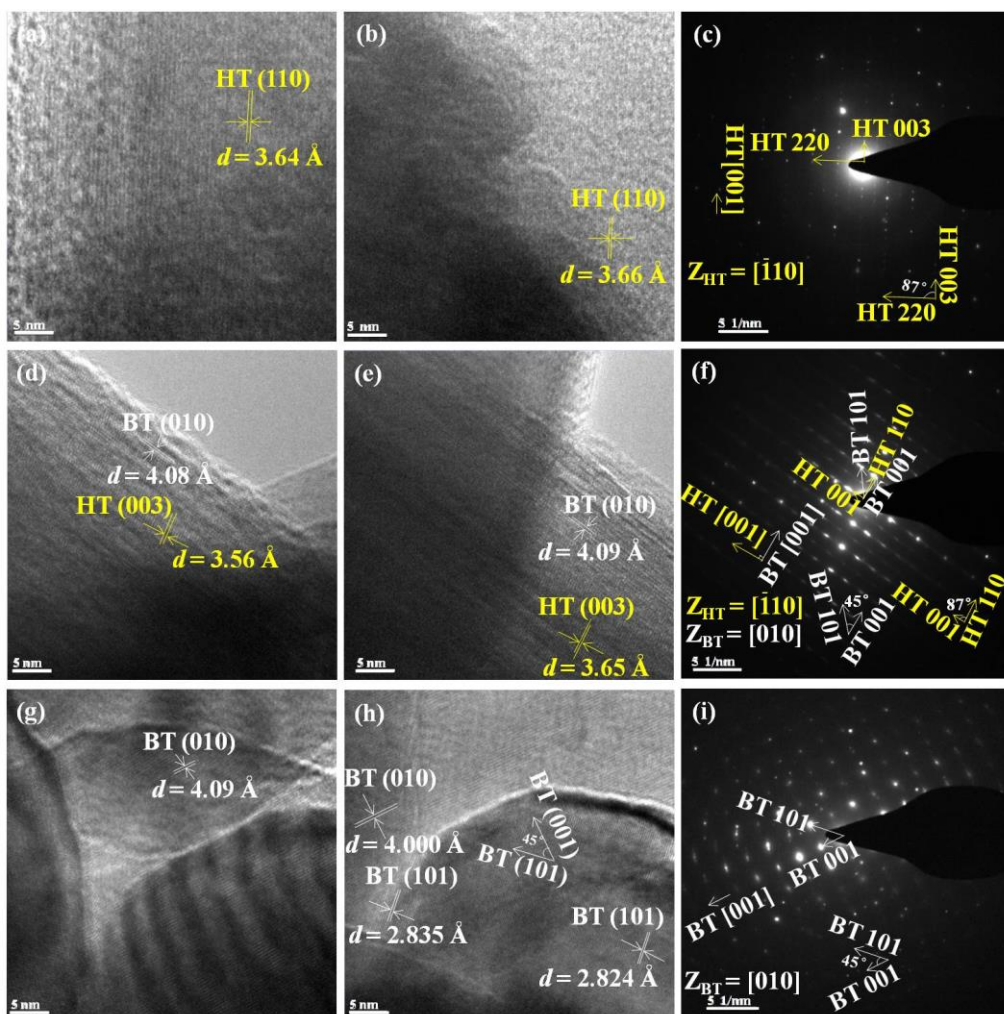 (a)
HT (110)
d = 3.64 Å
5 nm
(b)
HT (110)
d = 3.66 Å
5 nm
(c)
HT 220
HT 003
HT[001]
Z_HT = [1̄10]
87°
HT 003
HT 220
5 1/nm
(d)
BT (010)
d = 4.08 Å
HT (003)
d = 3.56 Å
5 nm
(e)
BT (010)
d = 4.09 Å
HT (003)
d = 3.65 Å
5 nm
(f)
BT 101
HT 110
HT 001
BT 001
HT [001]
BT [001]
BT 101
45°
BT 001
HT 001
87°
HT 110
Z_HT = [1̄10]
Z_BT = [010]
5 1/nm
(g)
BT (010)
d = 4.09 Å
5 nm
(h)
BT (010)
d = 4.000 Å
BT (001)
45°
BT (101)
BT (101)
d = 2.835 Å
BT (101)
d = 2.824 Å
5 nm
(i)
BT 101
BT 001
BT [001]
BT 101
45°
BT 001
Z_BT = [010]
5 1/nm